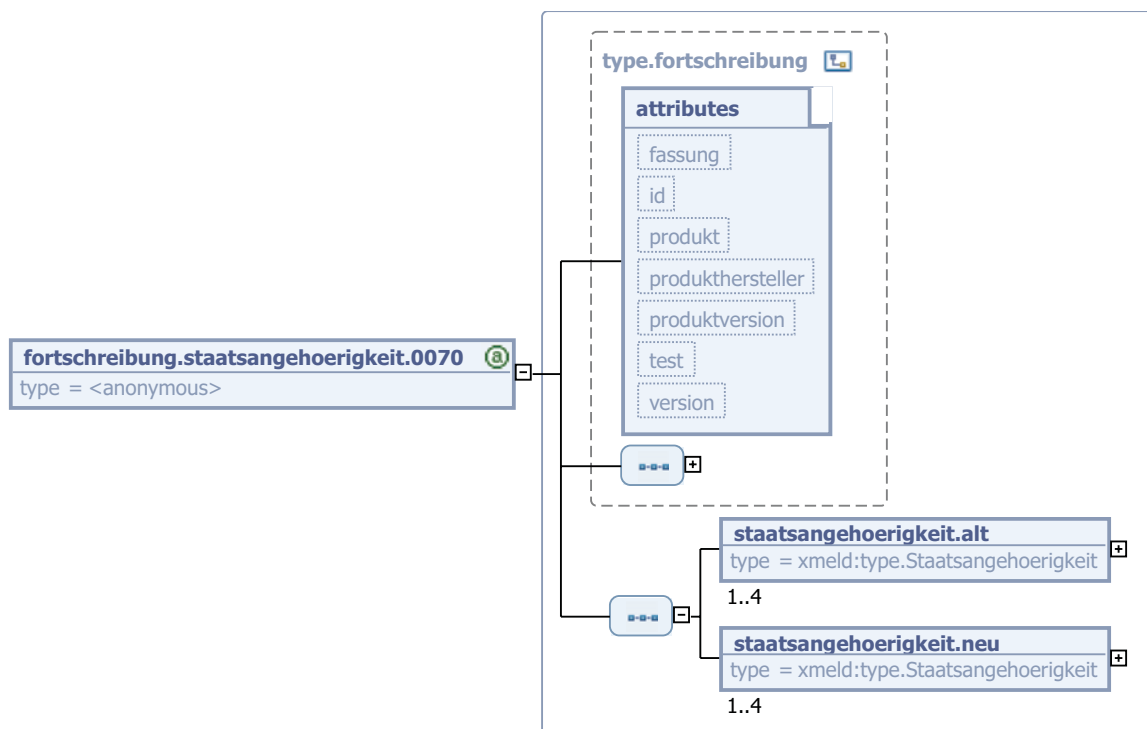 type.fortschreibung
attributes
fassung
id
produkt
produkthersteller
produktversion
test
version
fortschreibung.staatsangehoerigkeit.0070 a
type = <anonymous>
staatsangehoerigkeit.alt
type = xmeld:type.Staatsangehoerigkeit
1..4
staatsangehoerigkeit.neu
type = xmeld:type.Staatsangehoerigkeit
1..4